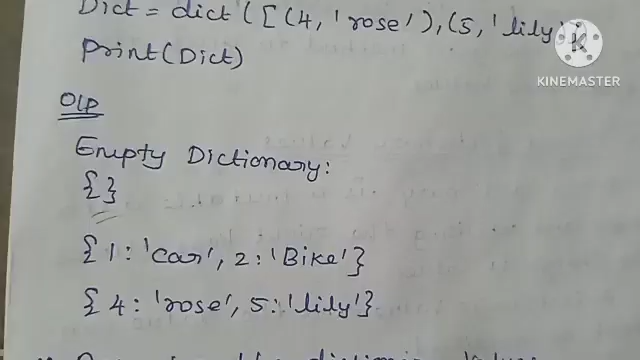 Dict = dict ([(4, 'rose'), (5, 'lily')
print(Dict)
O/P
Empty Dictionary:
{}
{1: 'Car', 2: 'Bike'}
{4: 'rose', 5: 'lily'}
KINEMASTER